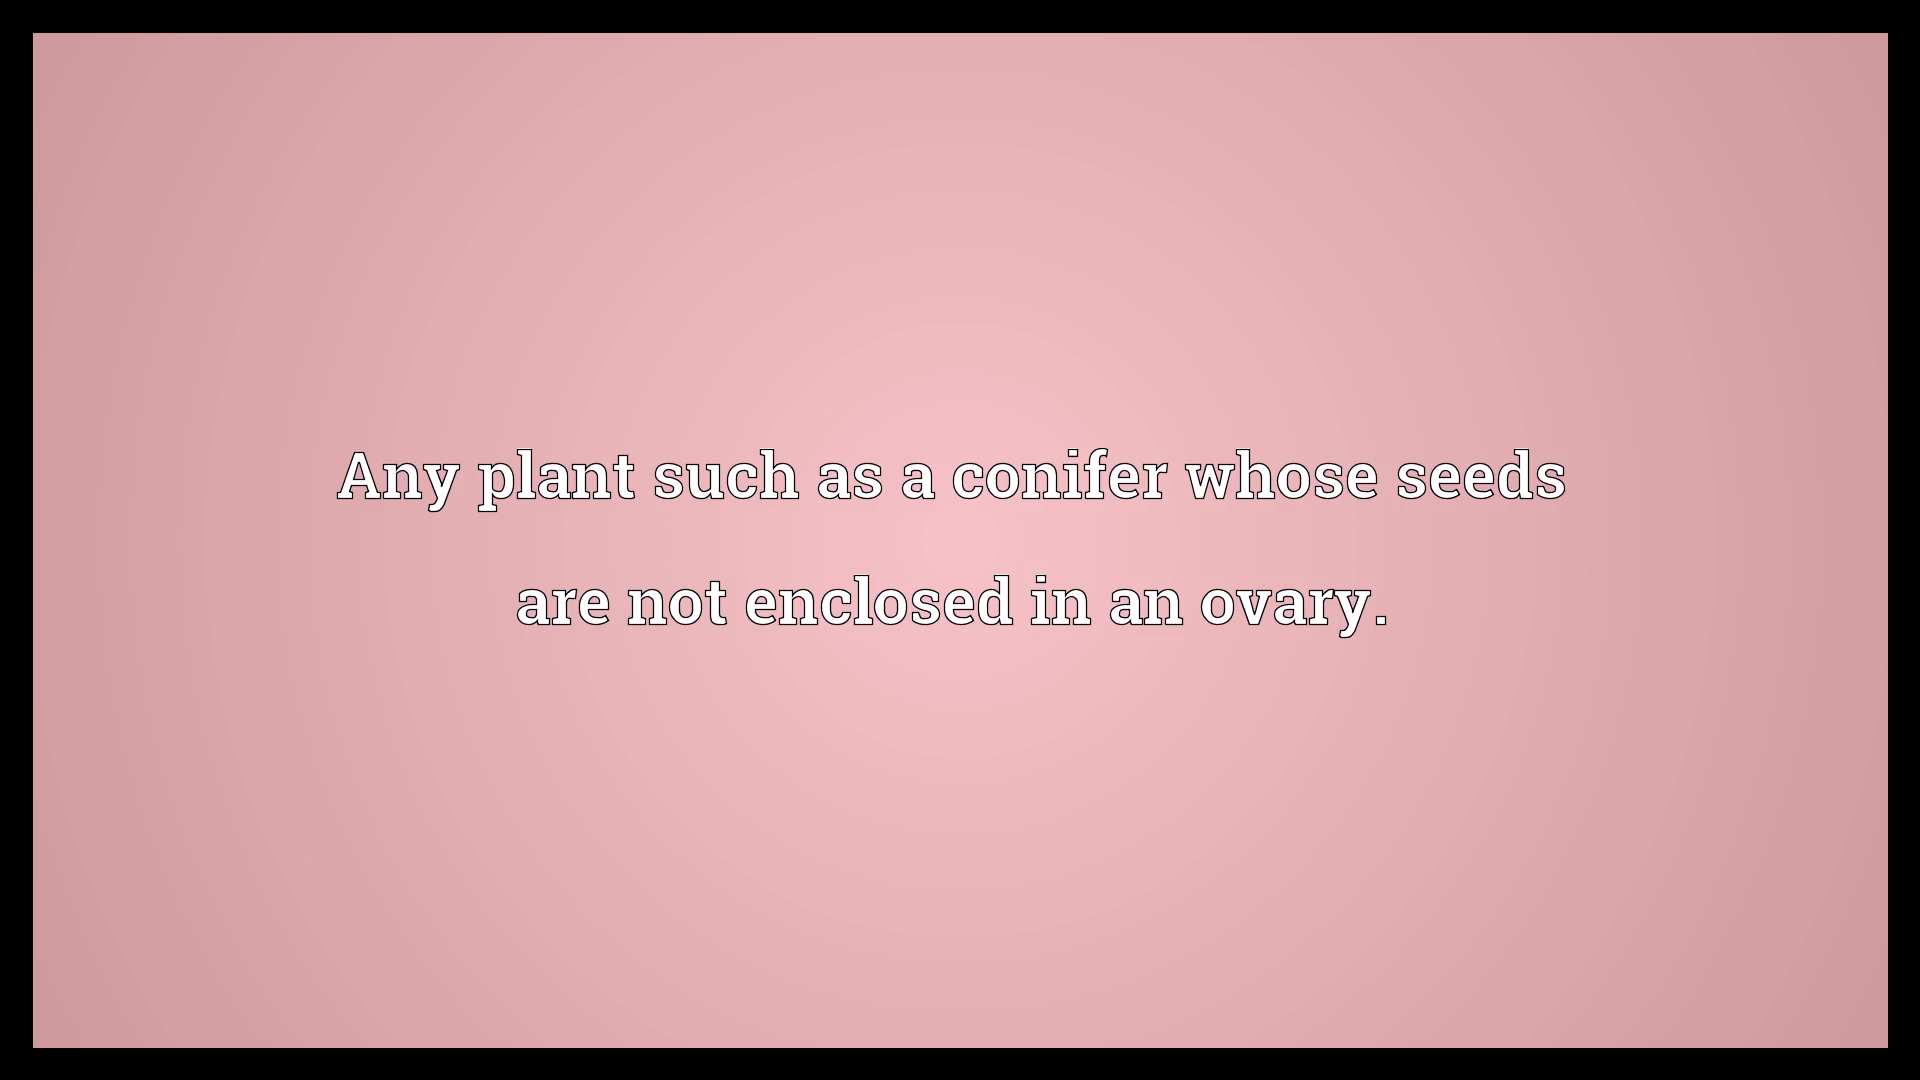 Any plant such as a conifer whose seeds
are not enclosed in an ovary.